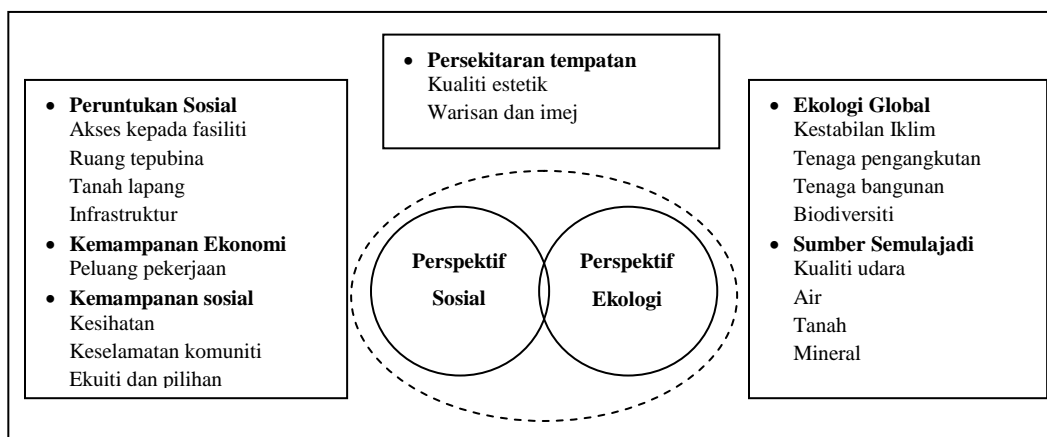 • Persekitaran tempatan
Kualiti estetik
Warisan dan imej
• Peruntukan Sosial
Akses kepada fasiliti
Ruang tepubina
Tanah lapang
Infrastruktur
• Kemampanan Ekonomi
Peluang pekerjaan
• Kemampanan sosial
Kesihatan
Keselamatan komuniti
Ekuiti dan pilihan
Perspektif
Sosial
Perspektif
Ekologi
• Ekologi Global
Kestabilan Iklim
Tenaga pengangkutan
Tenaga bangunan
Biodiversiti
• Sumber Semulajadi
Kualiti udara
Air
Tanah
Mineral